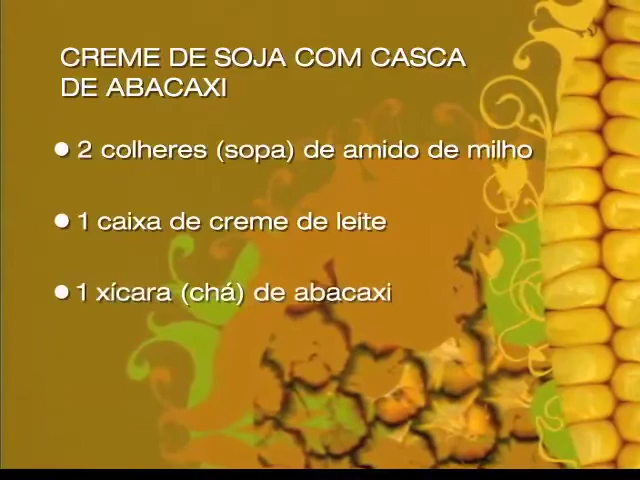 CREME DE SOJA COM CASCA
DE ABACAXI
• 2 colheres (sopa) de amido de milho
• 1 caixa de creme de leite
• 1 xícara (chá) de abacaxi